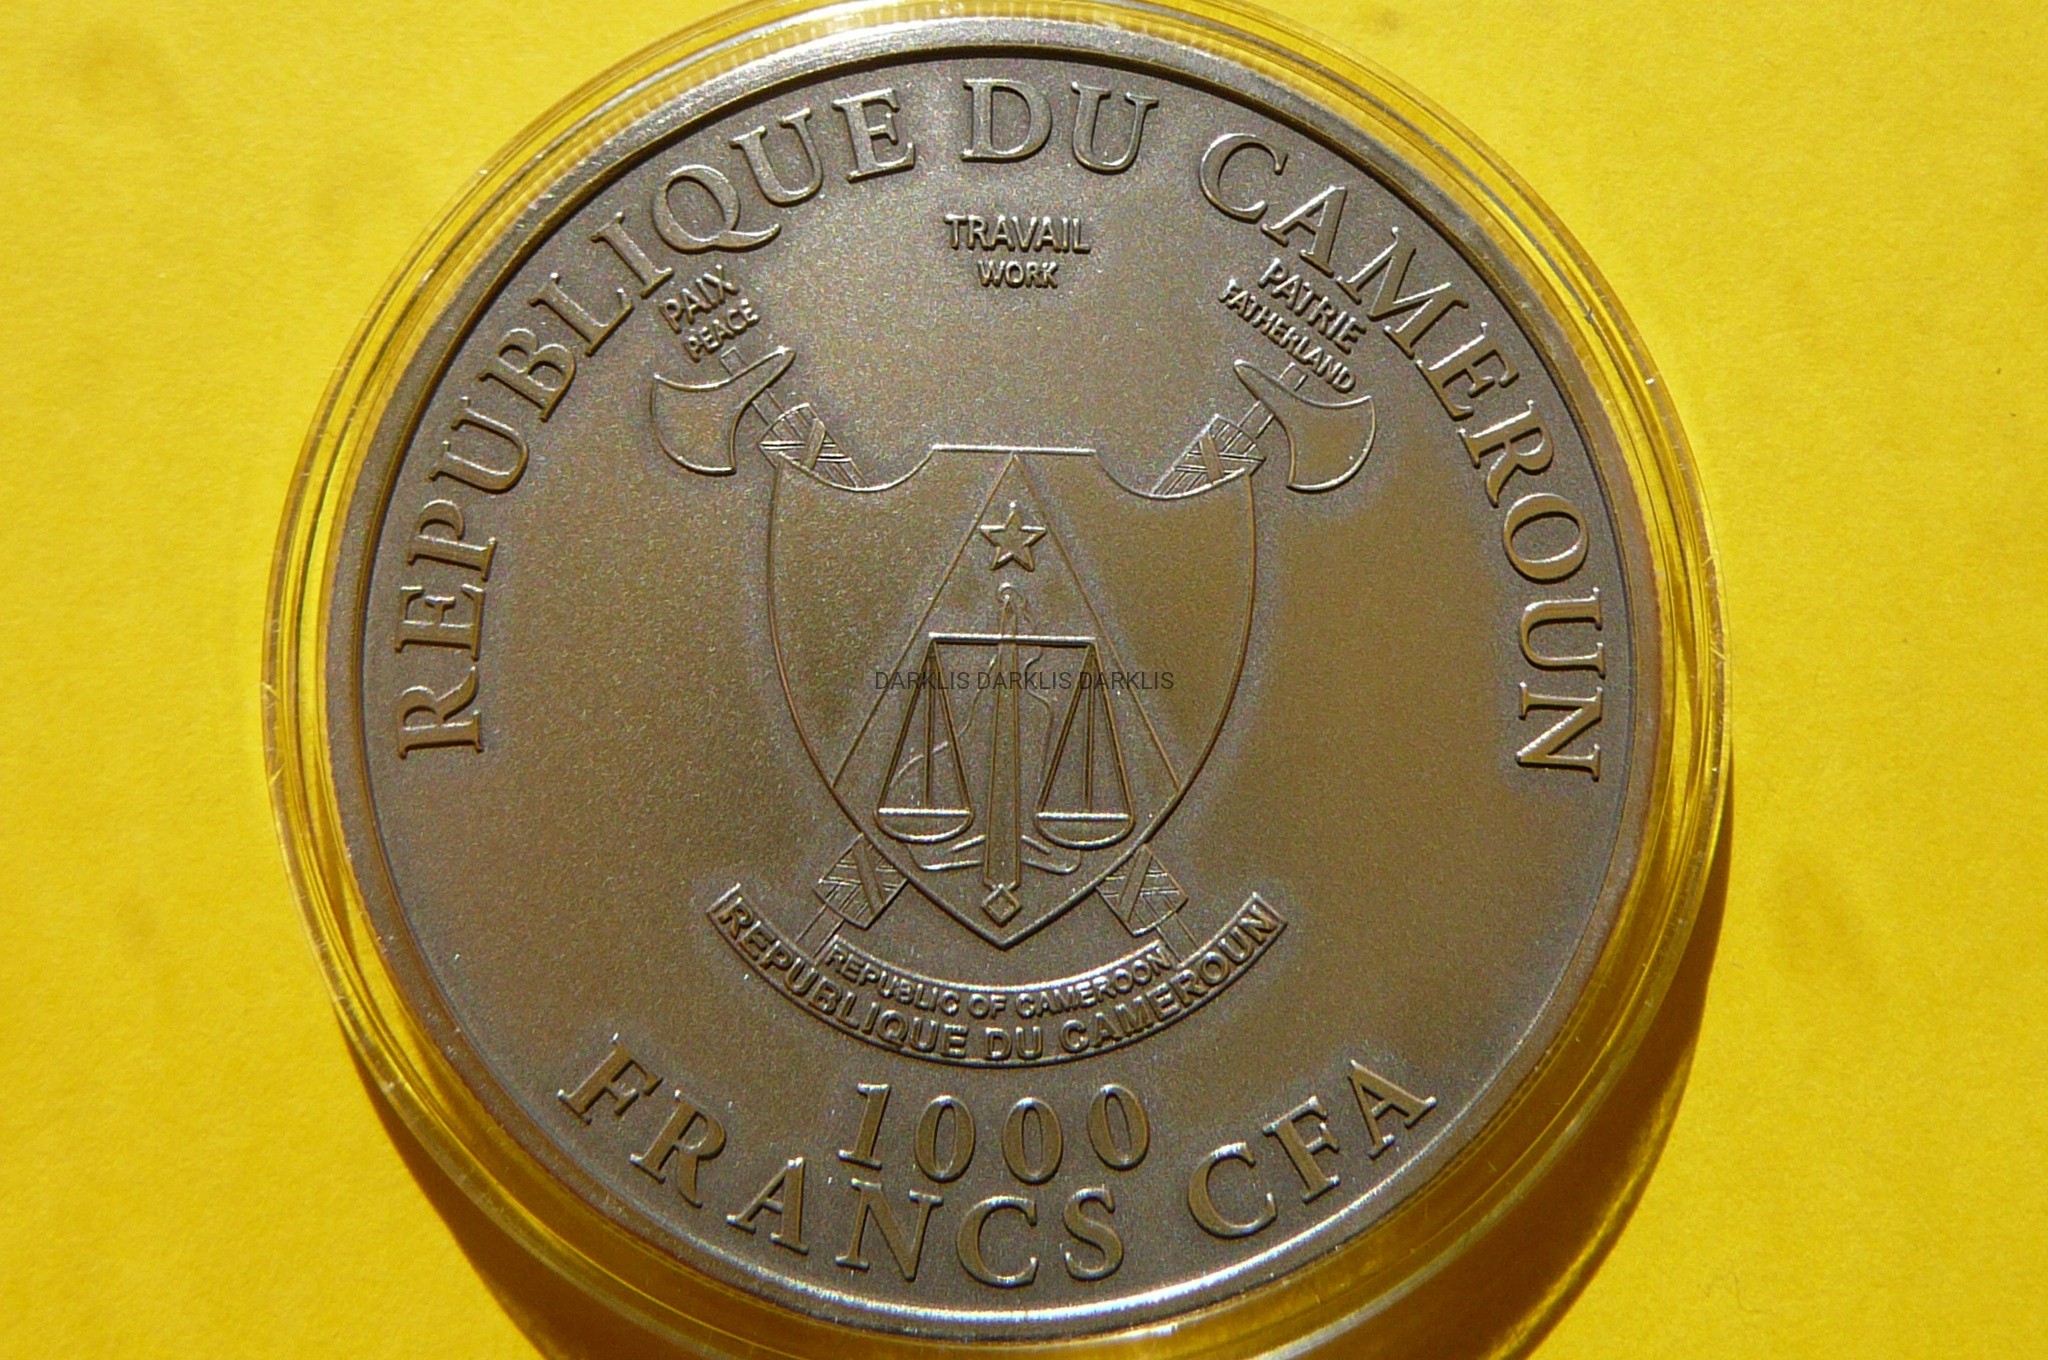 REPUBLIQUE DU CAMEROUN
TRAVAIL
WORK
PAIX
PEACE
PATRIE
FATHERLAND
DARKLIS DARKLIS DARKLIS
REPUBLIC OF CAMEROON
REPUBLIQUE DU CAMEROUN
1000
FRANCS CFA